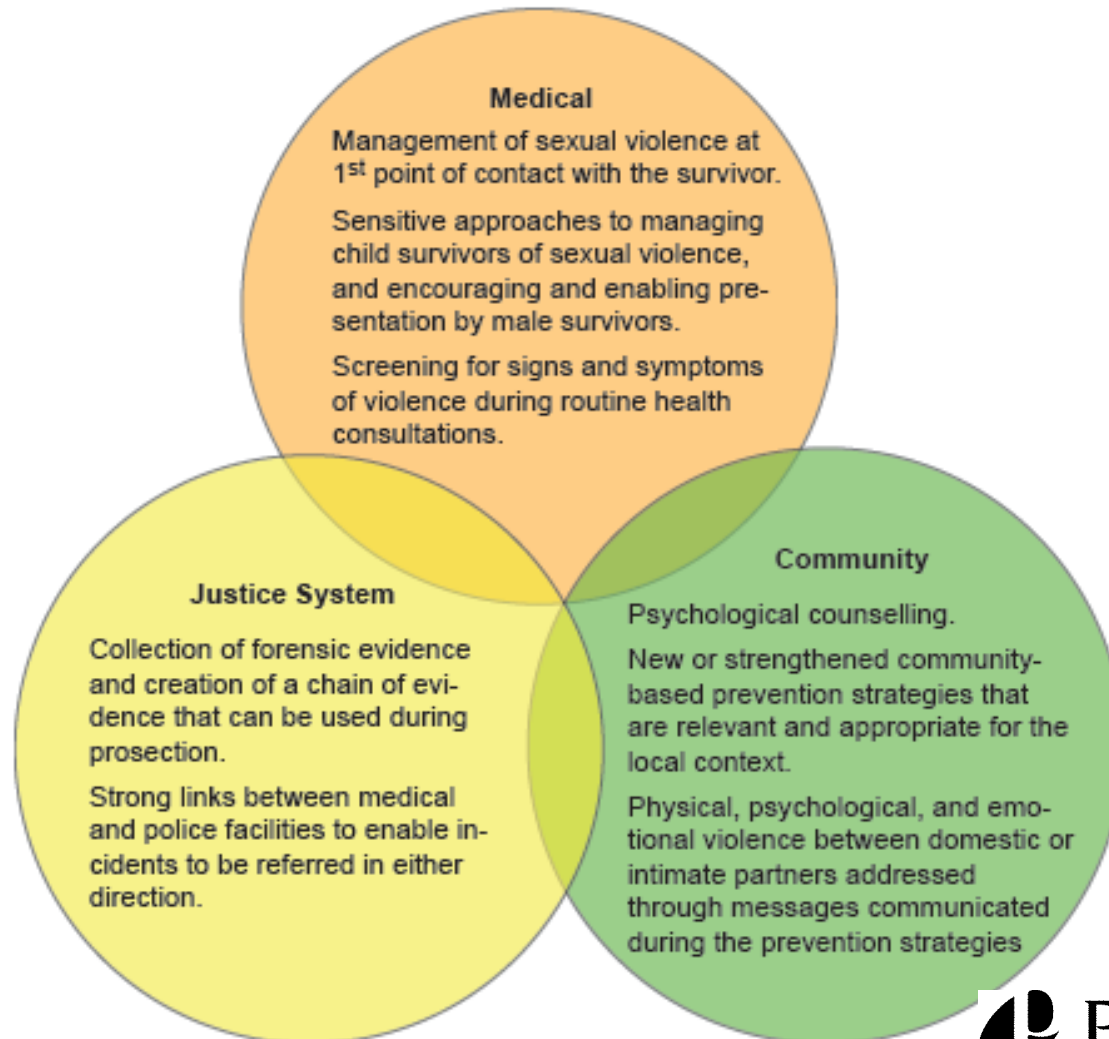 Medical
Management of sexual violence at
1st point of contact with the survivor.
Sensitive approaches to managing
child survivors of sexual violence,
and encouraging and enabling pre-
sentation by male survivors.
Screening for signs and symptoms
of violence during routine health
consultations.
Justice System
Collection of forensic evidence
and creation of a chain of evi-
dence that can be used during
prosection.
Strong links between medical
and police facilities to enable in-
cidents to be referred in either
direction.
Community
Psychological counselling.
New or strengthened community-
based prevention strategies that
are relevant and appropriate for the
local context.
Physical, psychological, and emo-
tional violence between domestic or
intimate partners addressed
through messages communicated
during the prevention strategies